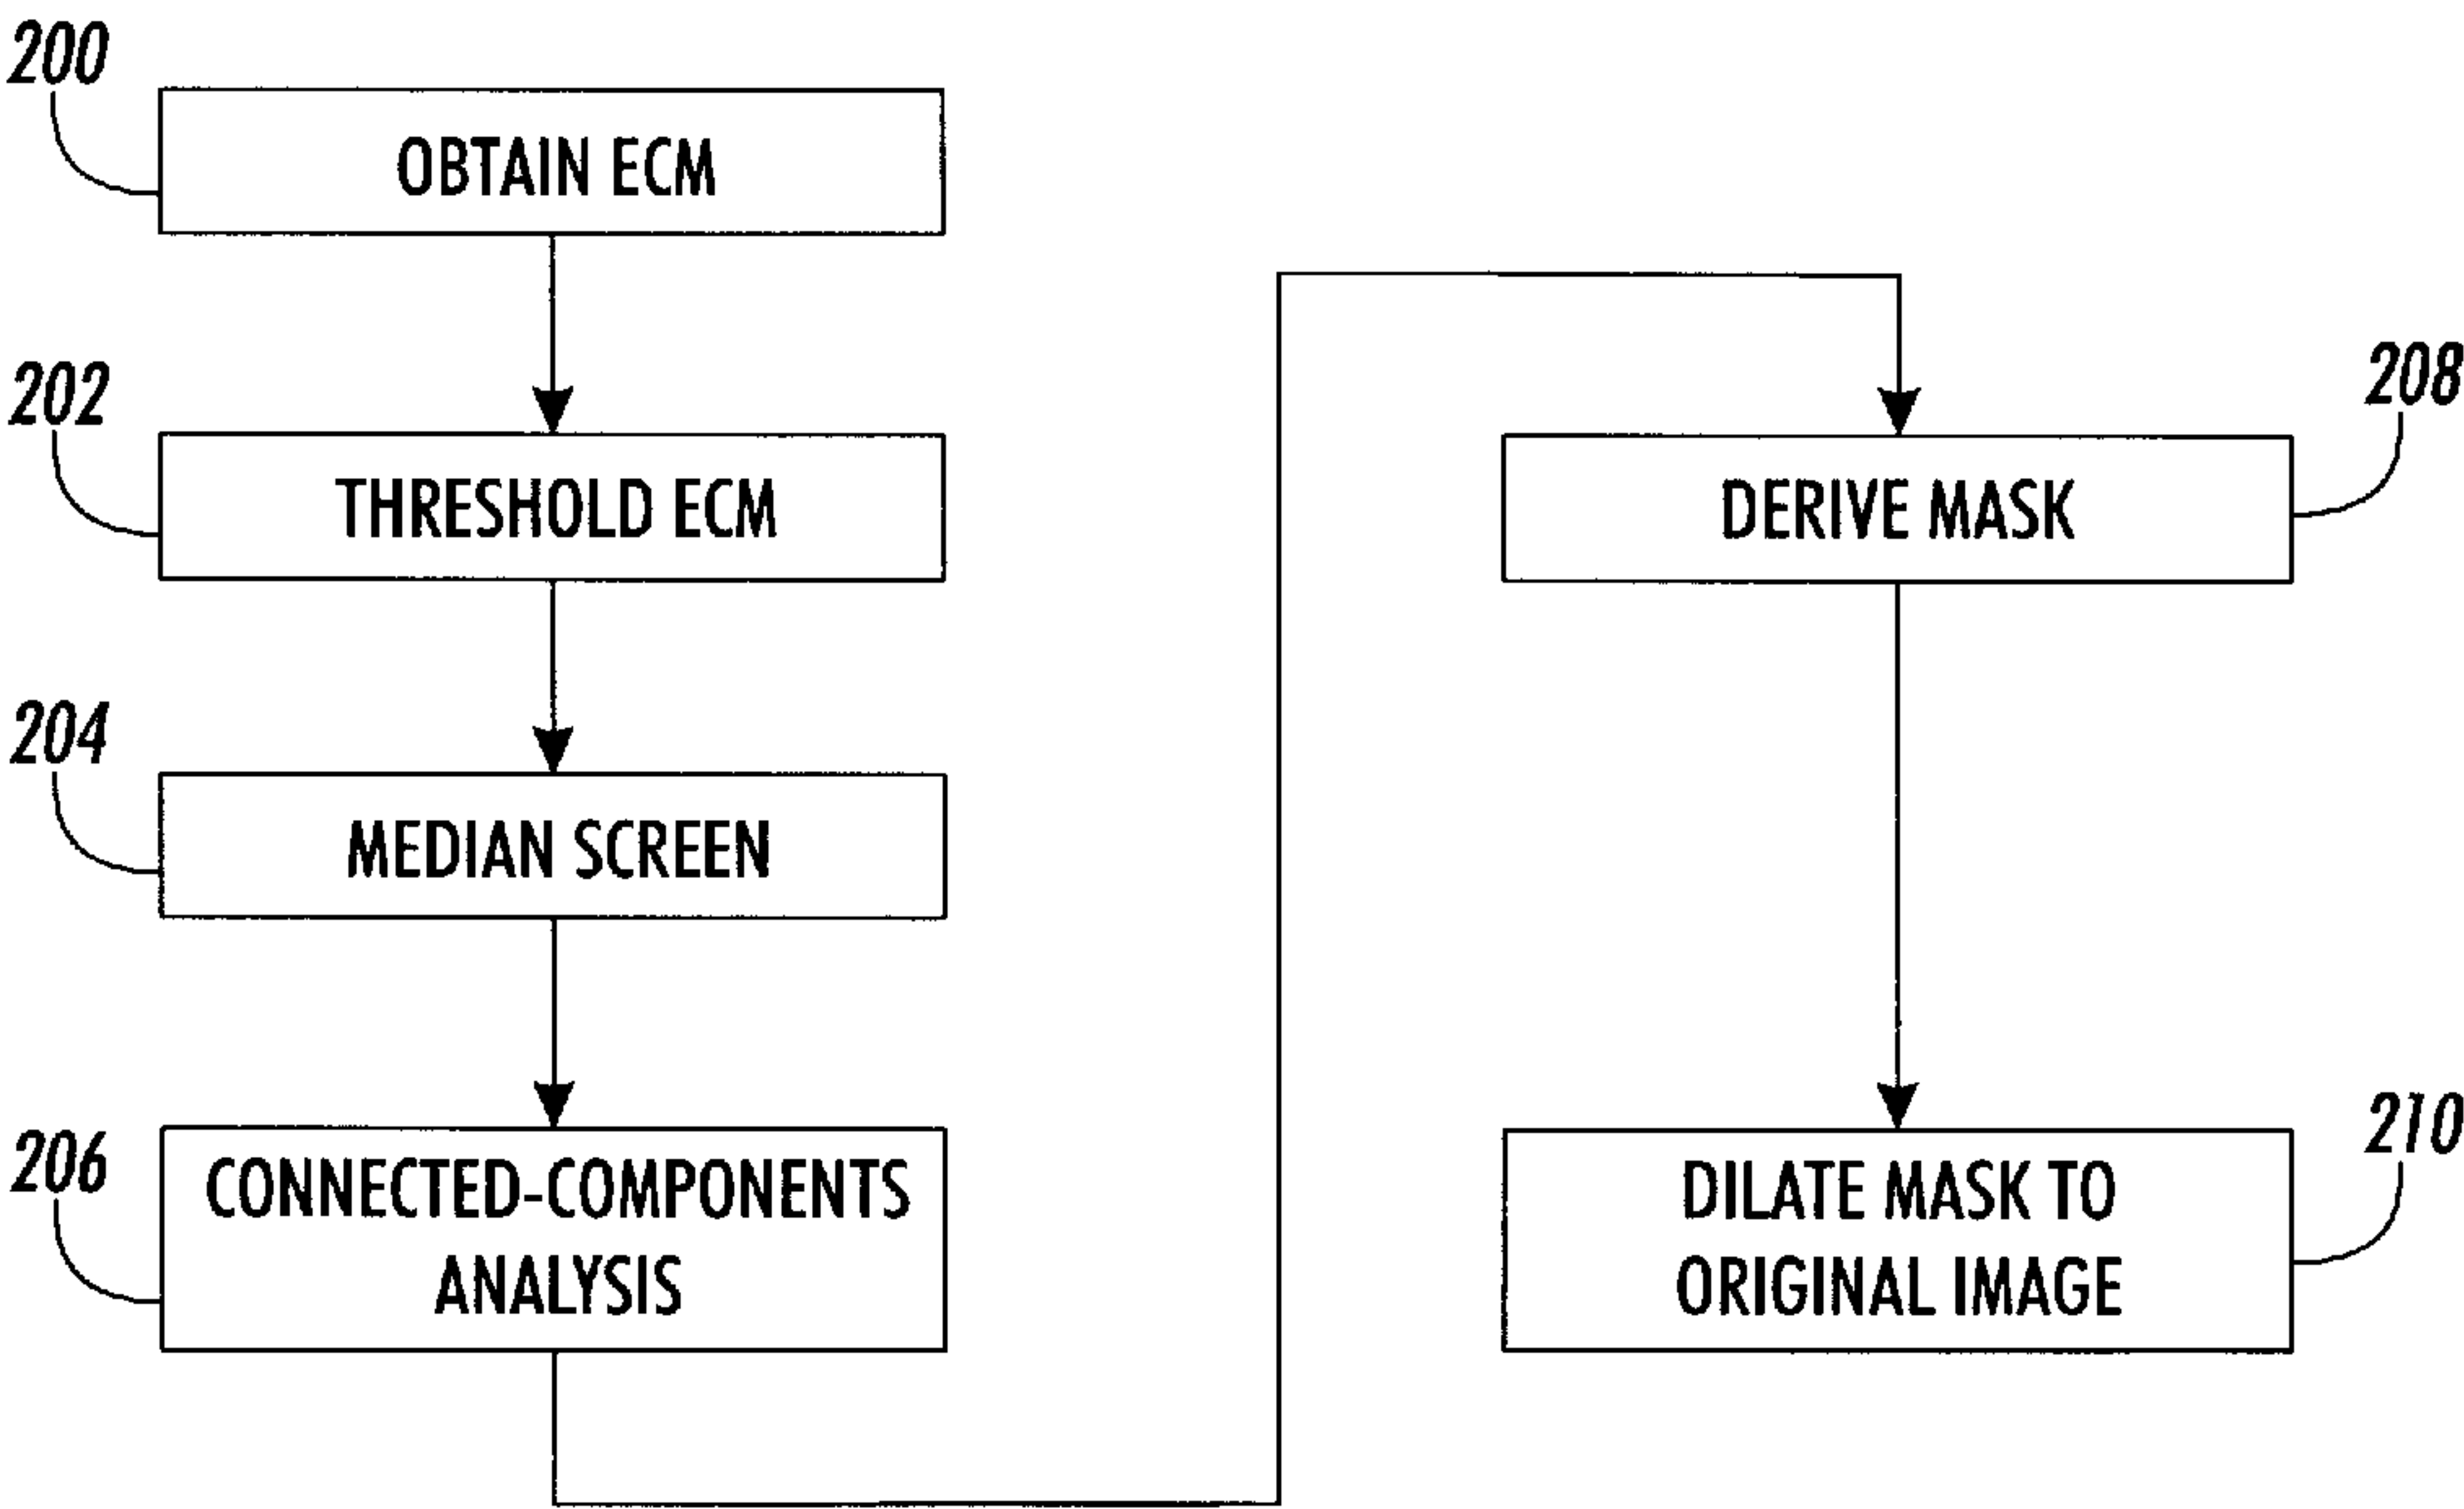 200
OBTAIN ECM
202
THRESHOLD ECM
204
MEDIAN SCREEN
206
CONNECTED-COMPONENTS
ANALYSIS
208
DERIVE MASK
210
DILATE MASK TO
ORIGINAL IMAGE